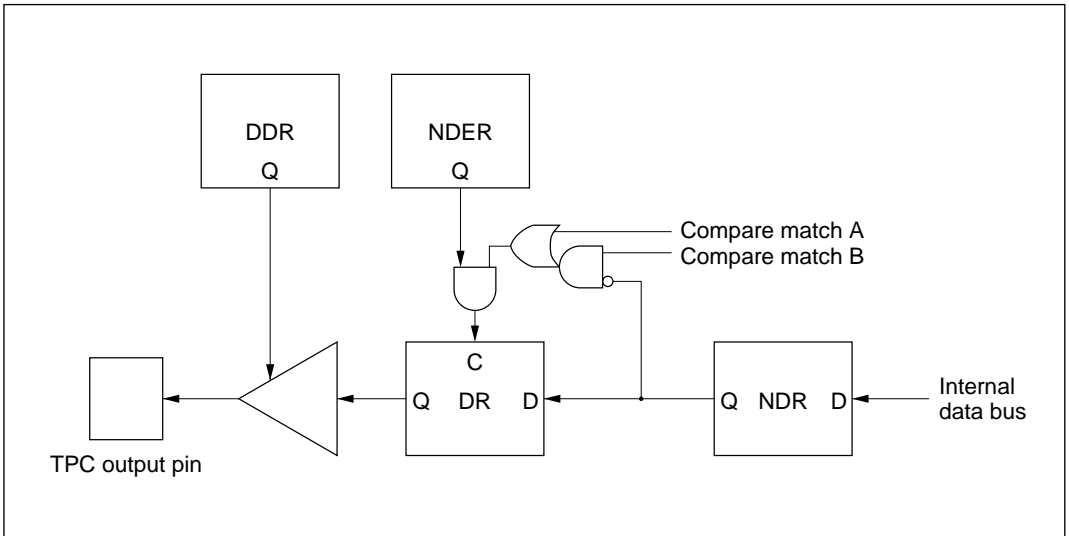 DDR
Q
NDER
Q
Compare match A
Compare match B
C
Q DR D
Q NDR D
Internal
data bus
TPC output pin